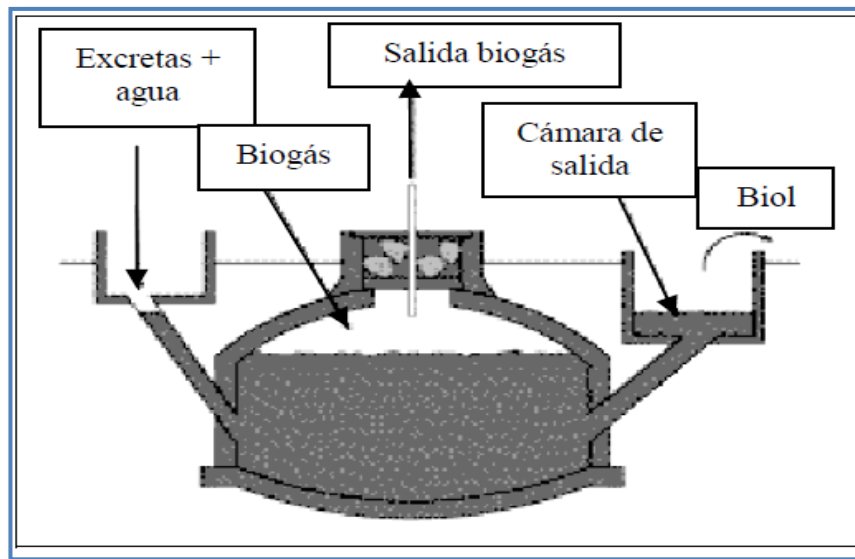 Excretas +
agua
Salida biogás
Biogás
Cámara de
salida
Biol